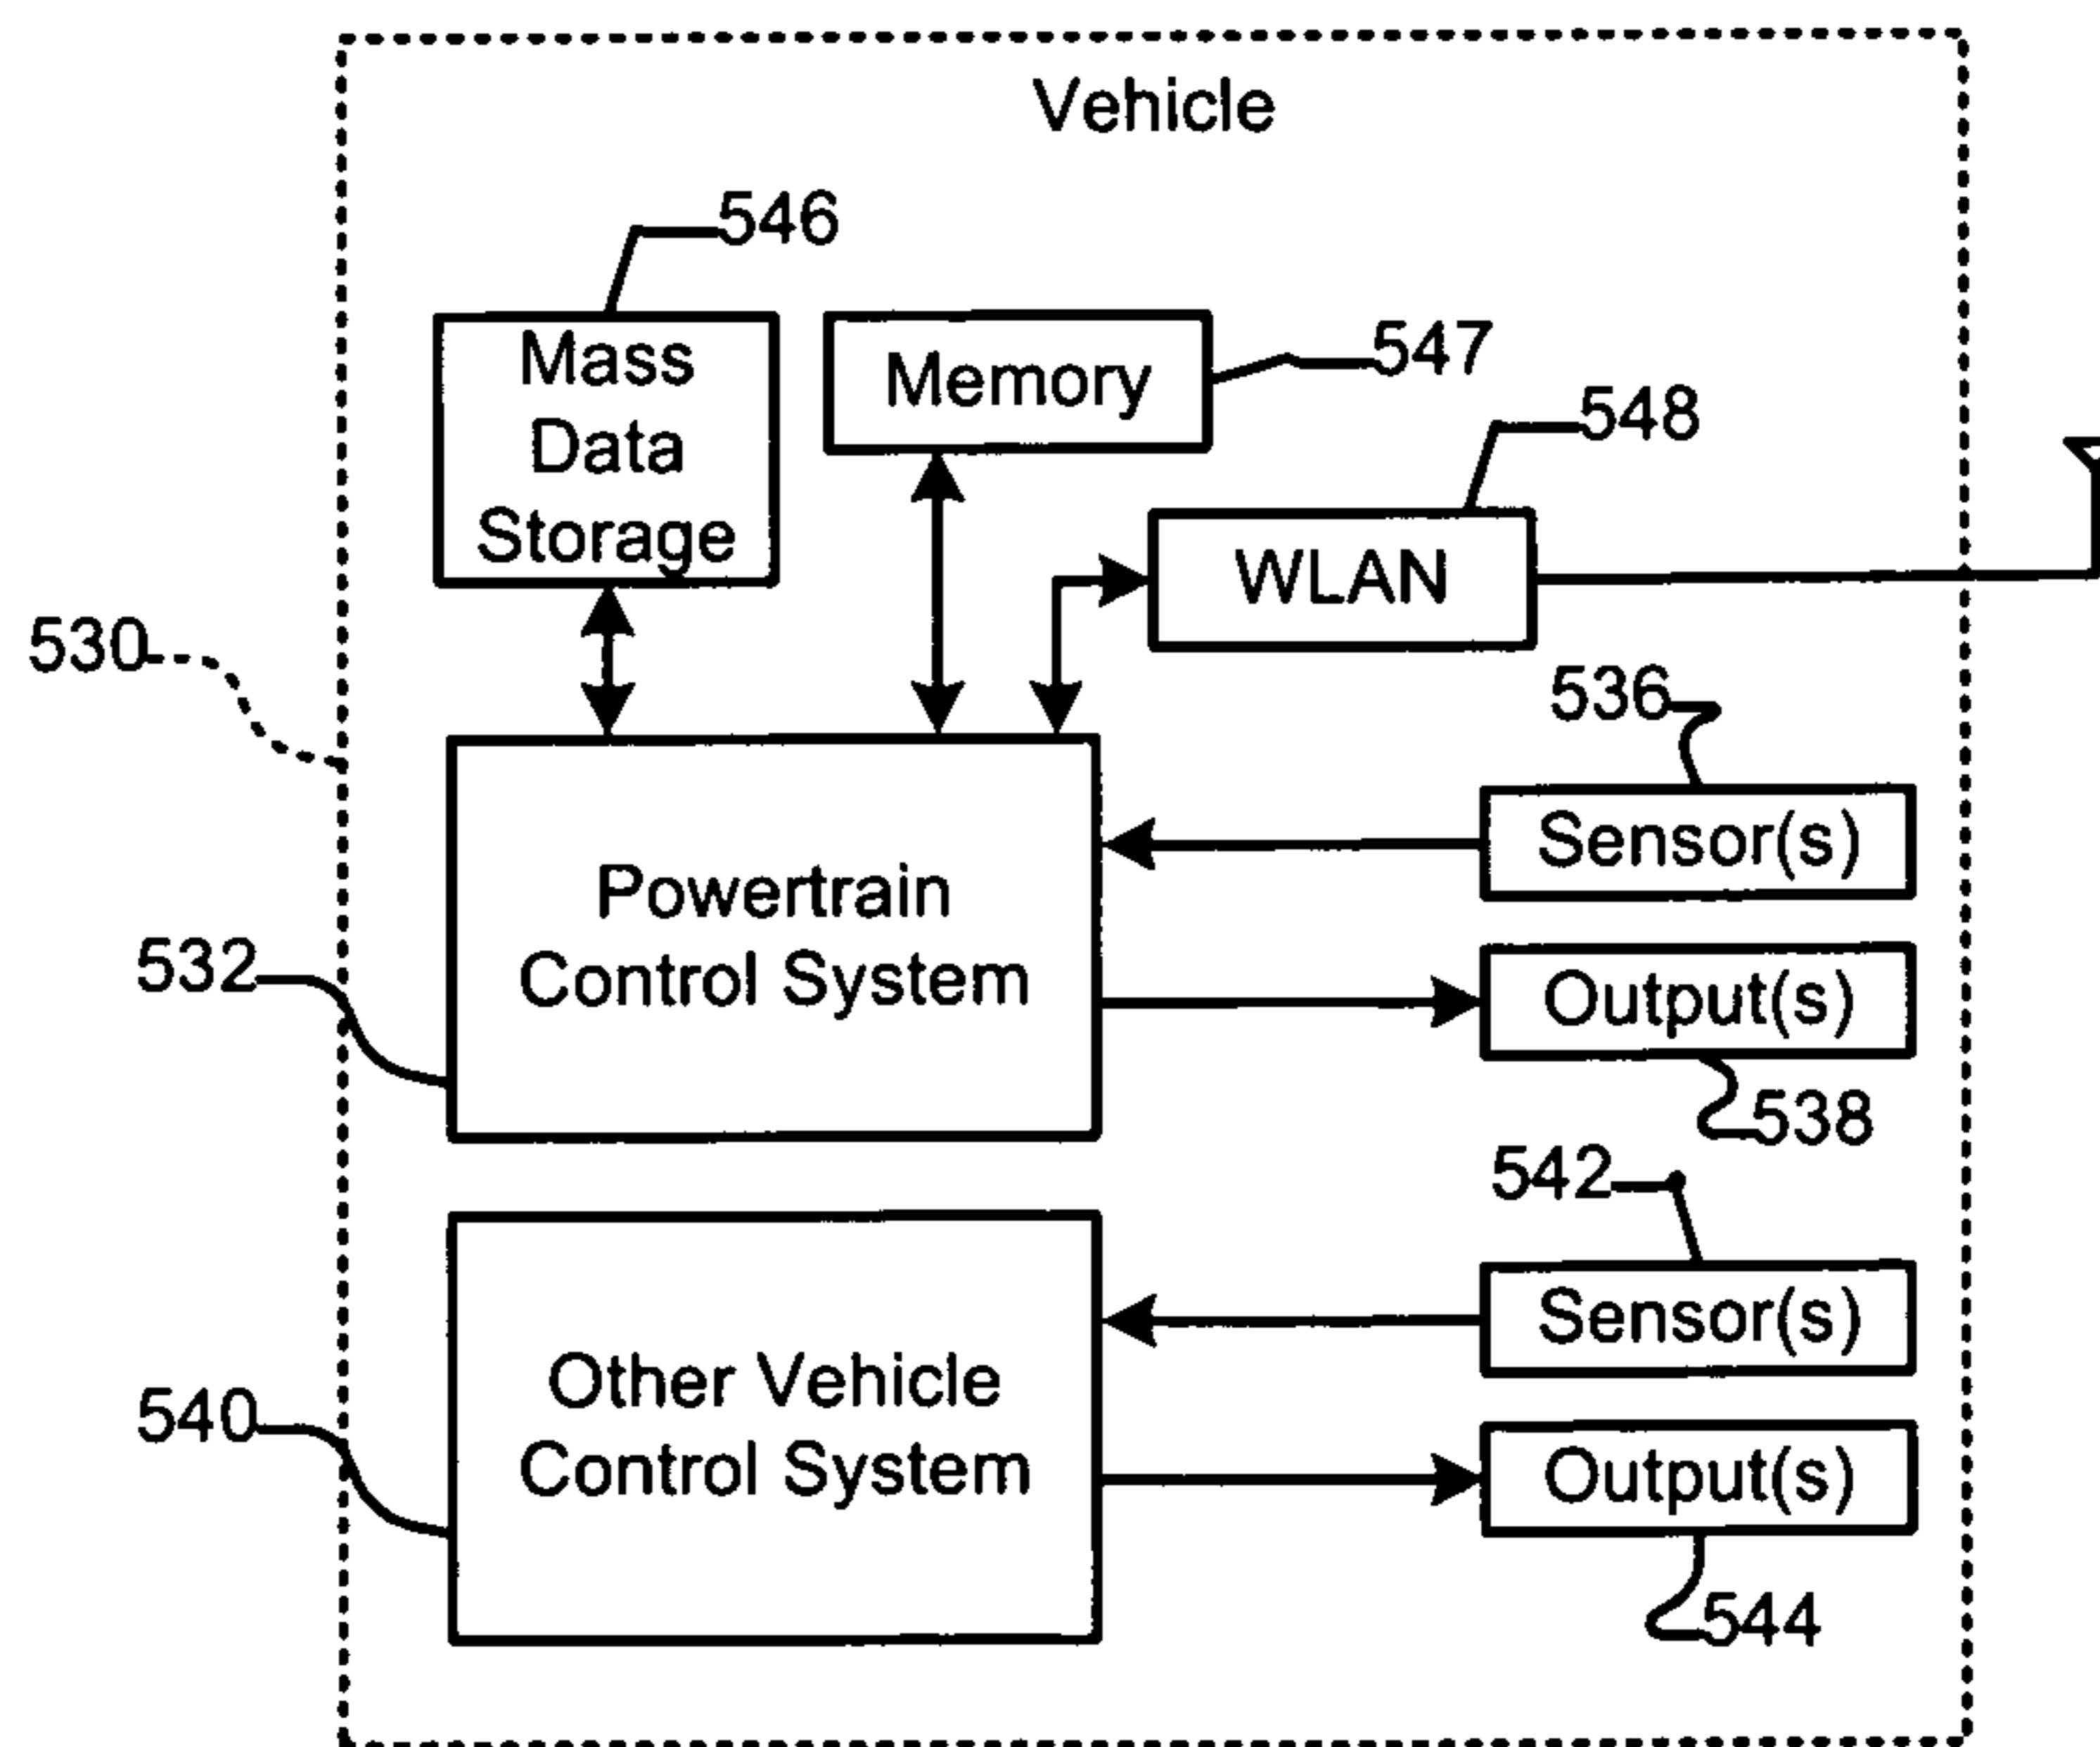 Vehicle
546
Mass
Data
Storage
Memory
547
548
WLAN
530
536
Sensor(s)
Powertrain
Control System
532
Output(s)
538
542
Sensor(s)
Other Vehicle
Control System
540
Output(s)
544